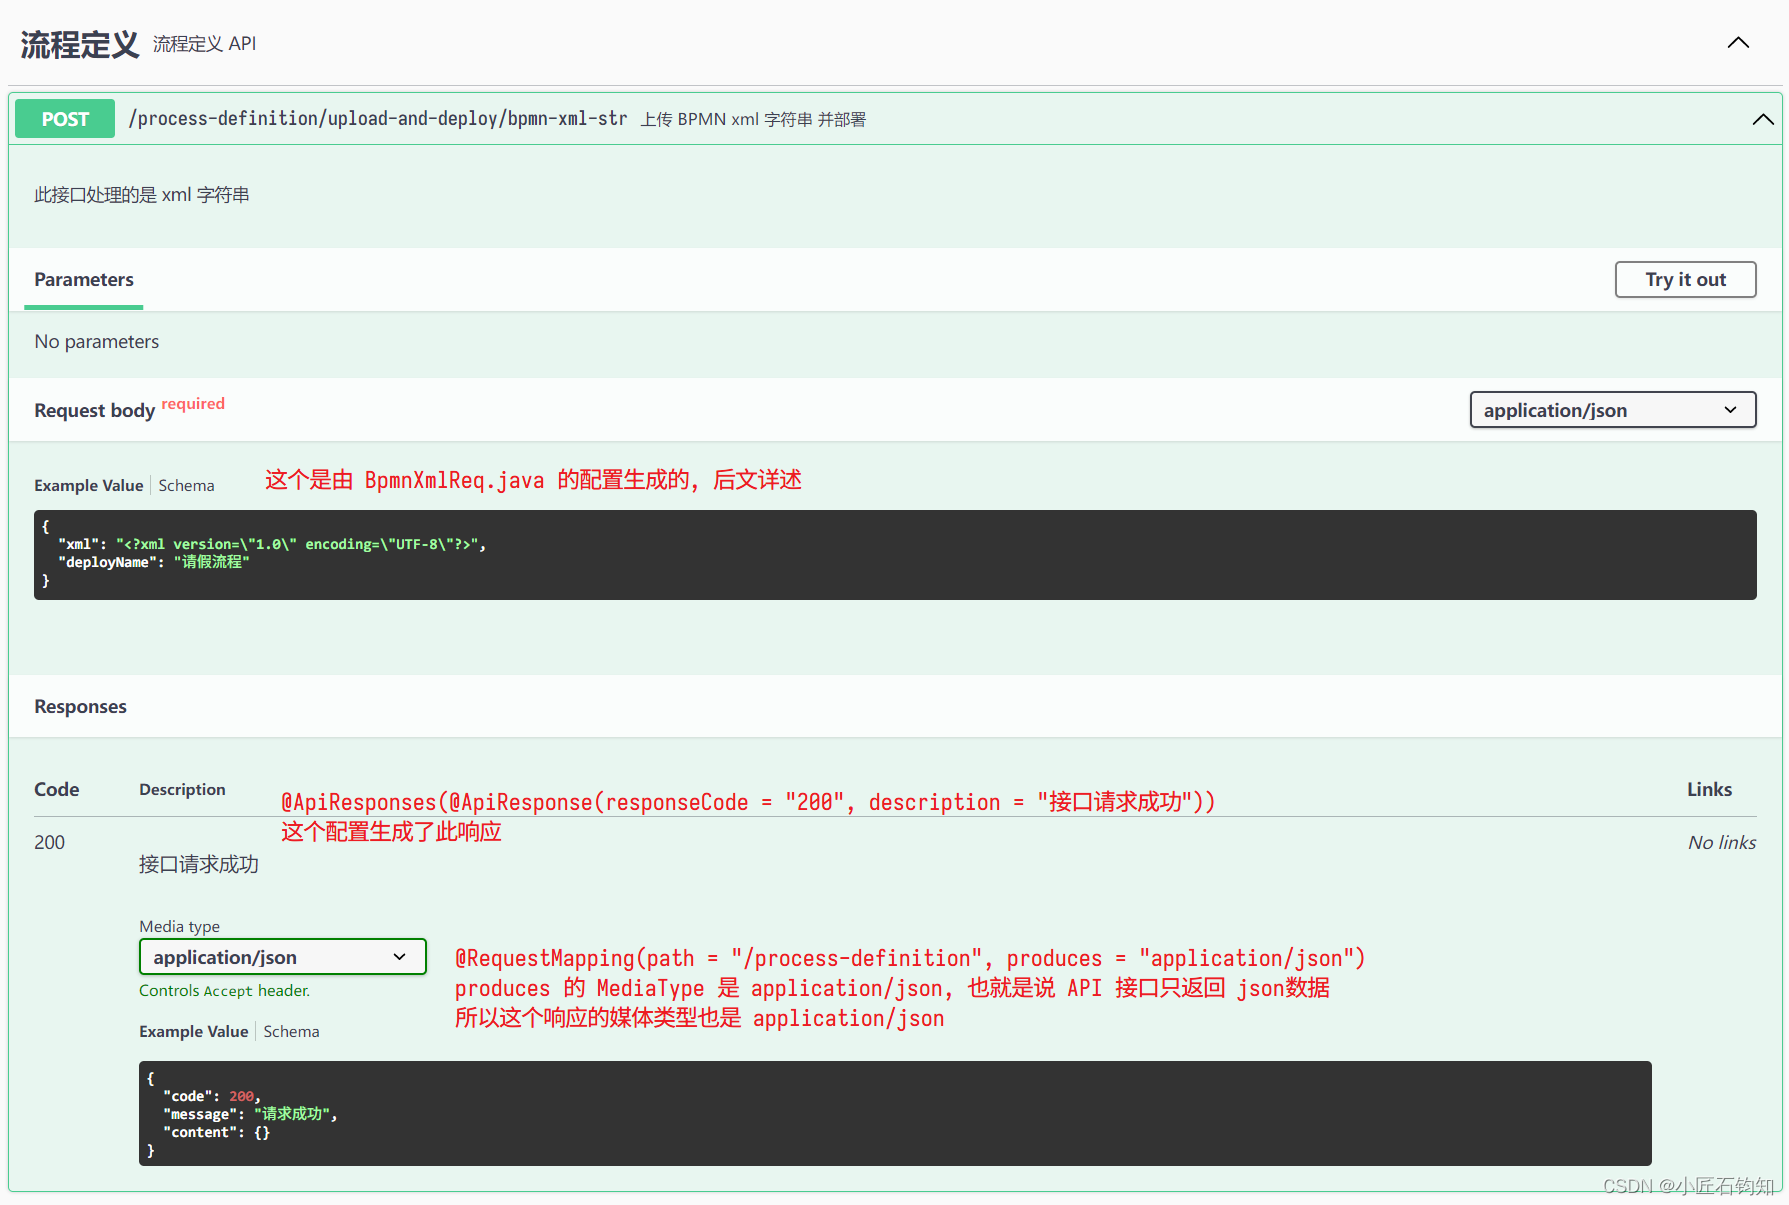 流程定义 流程定义 API
POST /process-definition/upload-and-deploy/bpmn-xml-str 上传 BPMN xml 字符串 并部署
此接口处理的是 xml 字符串
Parameters
Try it out
No parameters
Request body required
application/json
Example Value | Schema
这个是由 BpmnXmlReq.java 的配置生成的, 后文详述
{
"xml": "<?xml version=\"1.0\" encoding=\"UTF-8\"?>",
"deployName": "请假流程"
}
Responses
Code Description Links
@ApiResponses(@ApiResponse(responseCode = "200", description = "接口请求成功"))
这个配置生成了此响应
200
No links
接口请求成功
Media type
application/json
Controls Accept header.
@RequestMapping(path = "/process-definition", produces = "application/json")
produces 的 MediaType 是 application/json, 也就是说 API 接口只返回 json数据
所以这个响应的媒体类型也是 application/json
Example Value | Schema
{
"code": 200,
"message": "请求成功",
"content": {}
}
CSDN @小匠石钧知